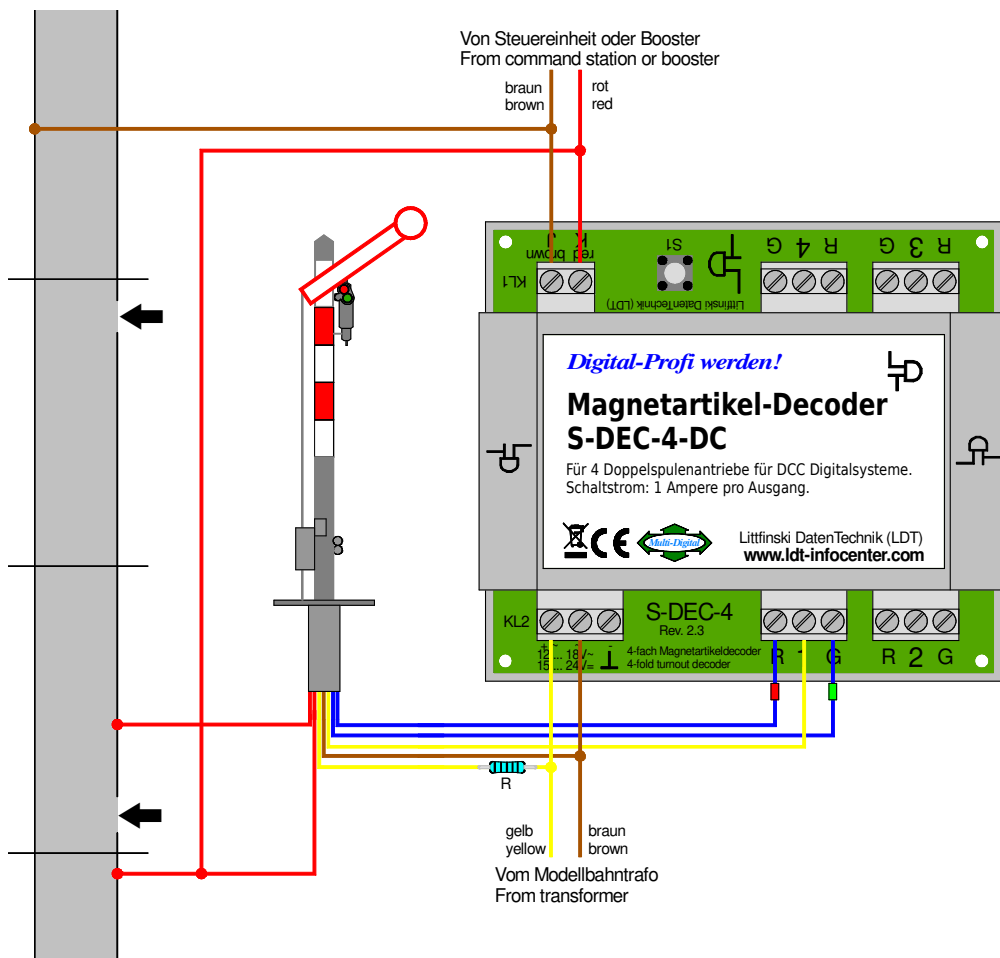 Von Steuereinheit oder Booster
From command station or booster
braun
brown
rot
red
J K
brown red
KL1
S1
G 4 R
G 3 R
Littfinski DatenTechnik (LDT)
Digital-Profi werden!
Magnetartikel-Decoder
S-DEC-4-DC
Für 4 Doppelspulenantriebe für DCC Digitalsysteme.
Schaltstrom: 1 Ampere pro Ausgang.
CE
Multi-Digital
Littfinski DatenTechnik (LDT)
www.ldt-infocenter.com
KL2
S-DEC-4
Rev. 2.3
4-fach Magnetartikeldecoder
4-fold turnout decoder
12... 18V~
15... 24V=
R 1 G
R 2 G
R
gelb
yellow
braun
brown
Vom Modellbahntrafo
From transformer